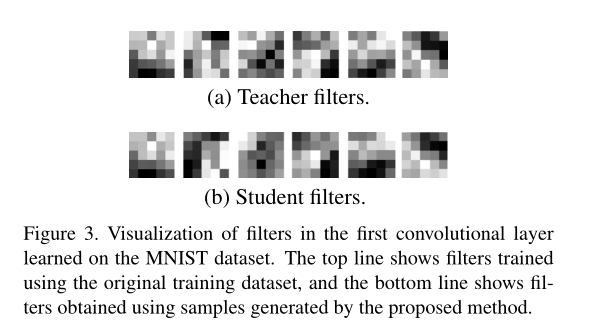 (a) Teacher filters.
(b) Student filters.
Figure 3. Visualization of filters in the first convolutional layer
learned on the MNIST dataset. The top line shows filters trained
using the original training dataset, and the bottom line shows fil-
ters obtained using samples generated by the proposed method.